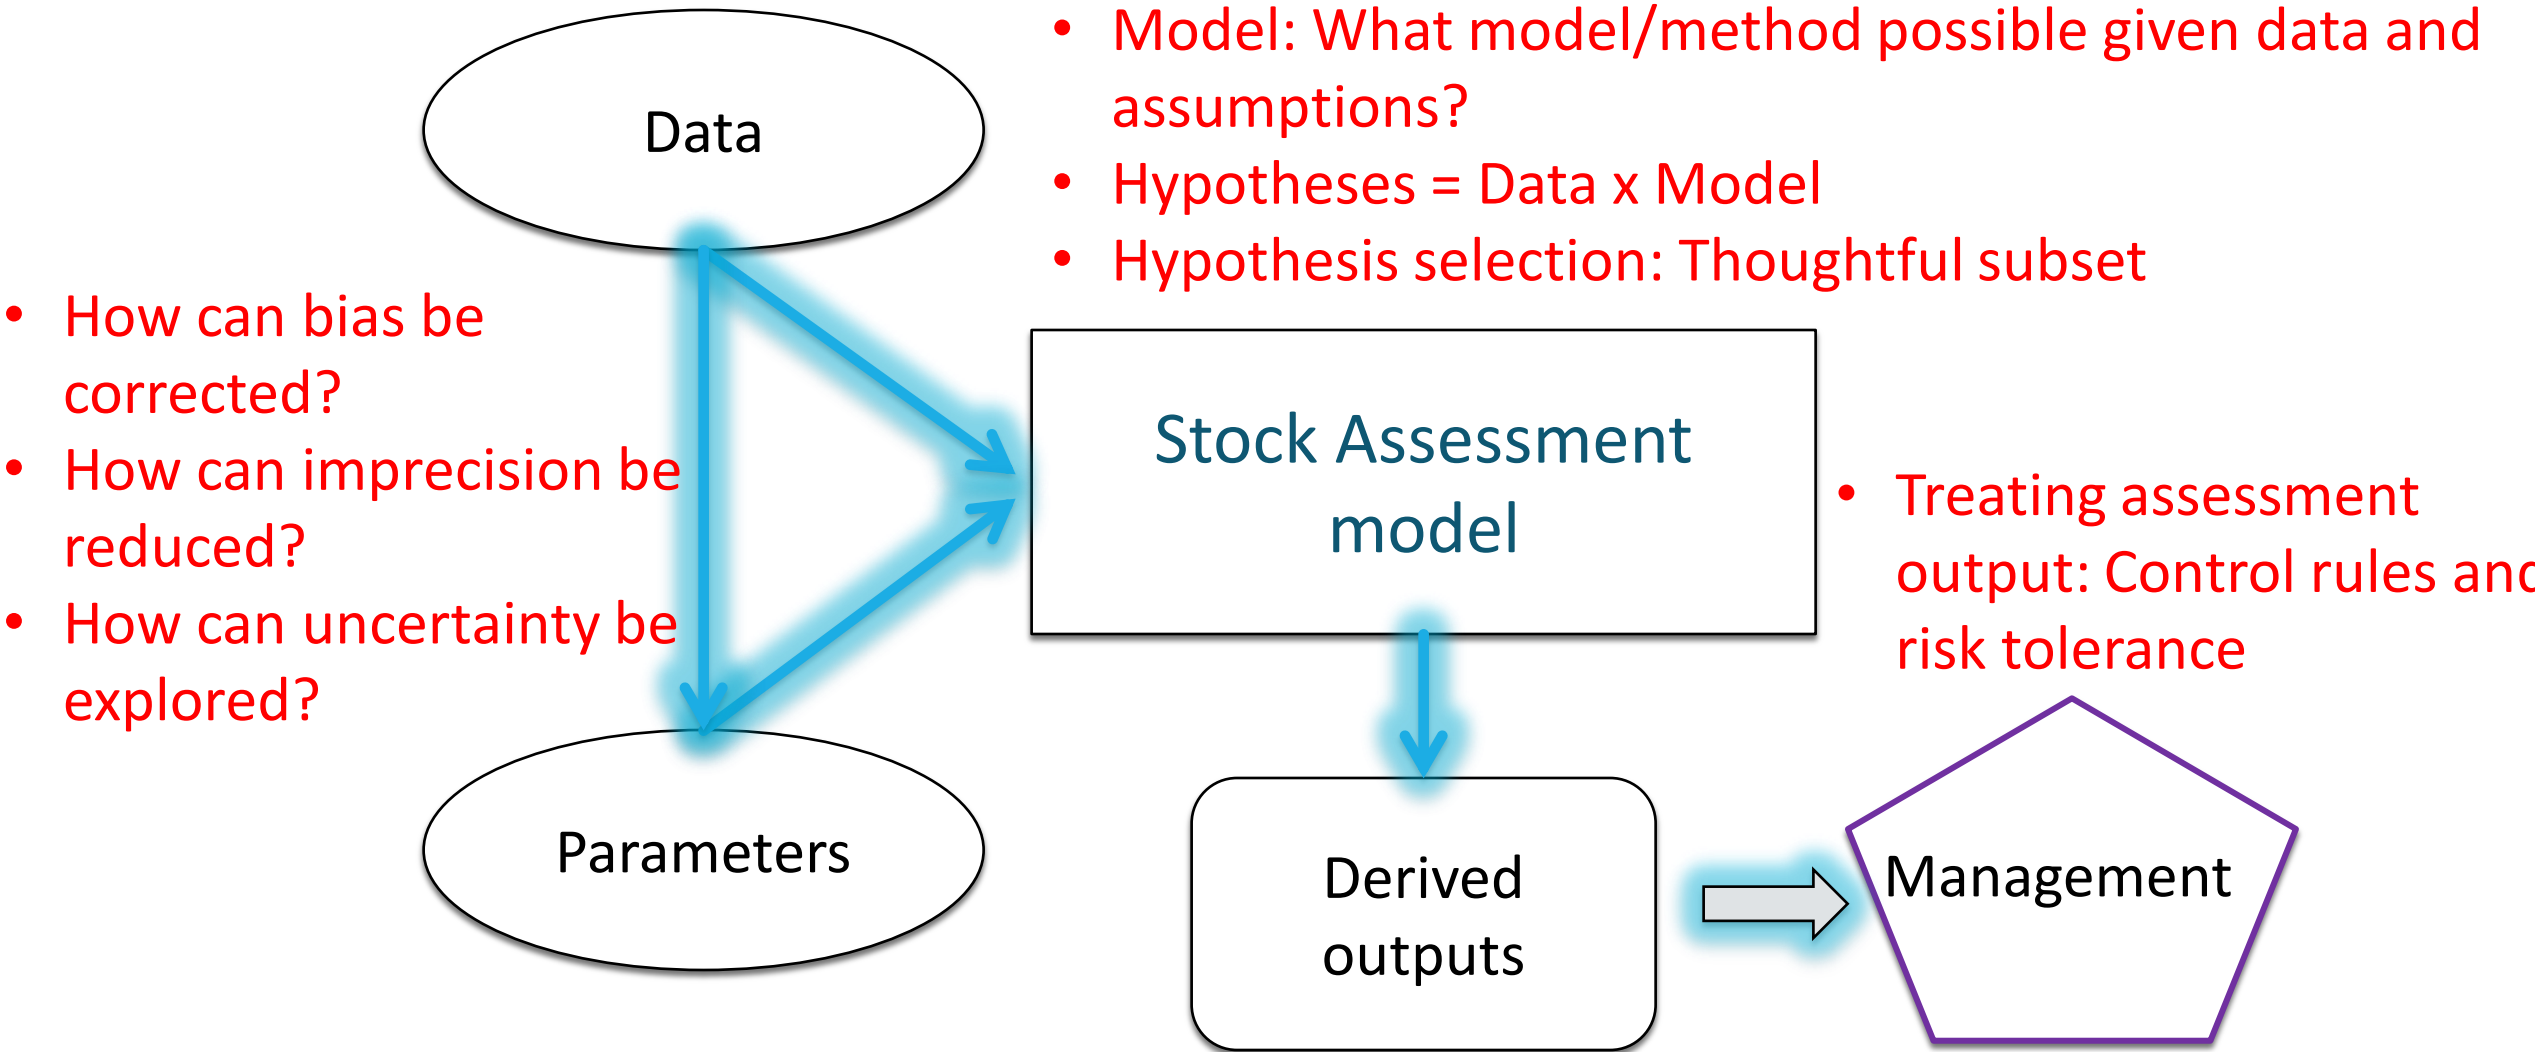 • Model: What model/method possible given data and
assumptions?
• Hypotheses = Data x Model
• Hypothesis selection: Thoughtful subset
Data
• How can bias be
corrected?
• How can imprecision be
reduced?
• How can uncertainty be
explored?
Stock Assessment
model
• Treating assessment
output: Control rules and
risk tolerance
Parameters
Derived
outputs
Management